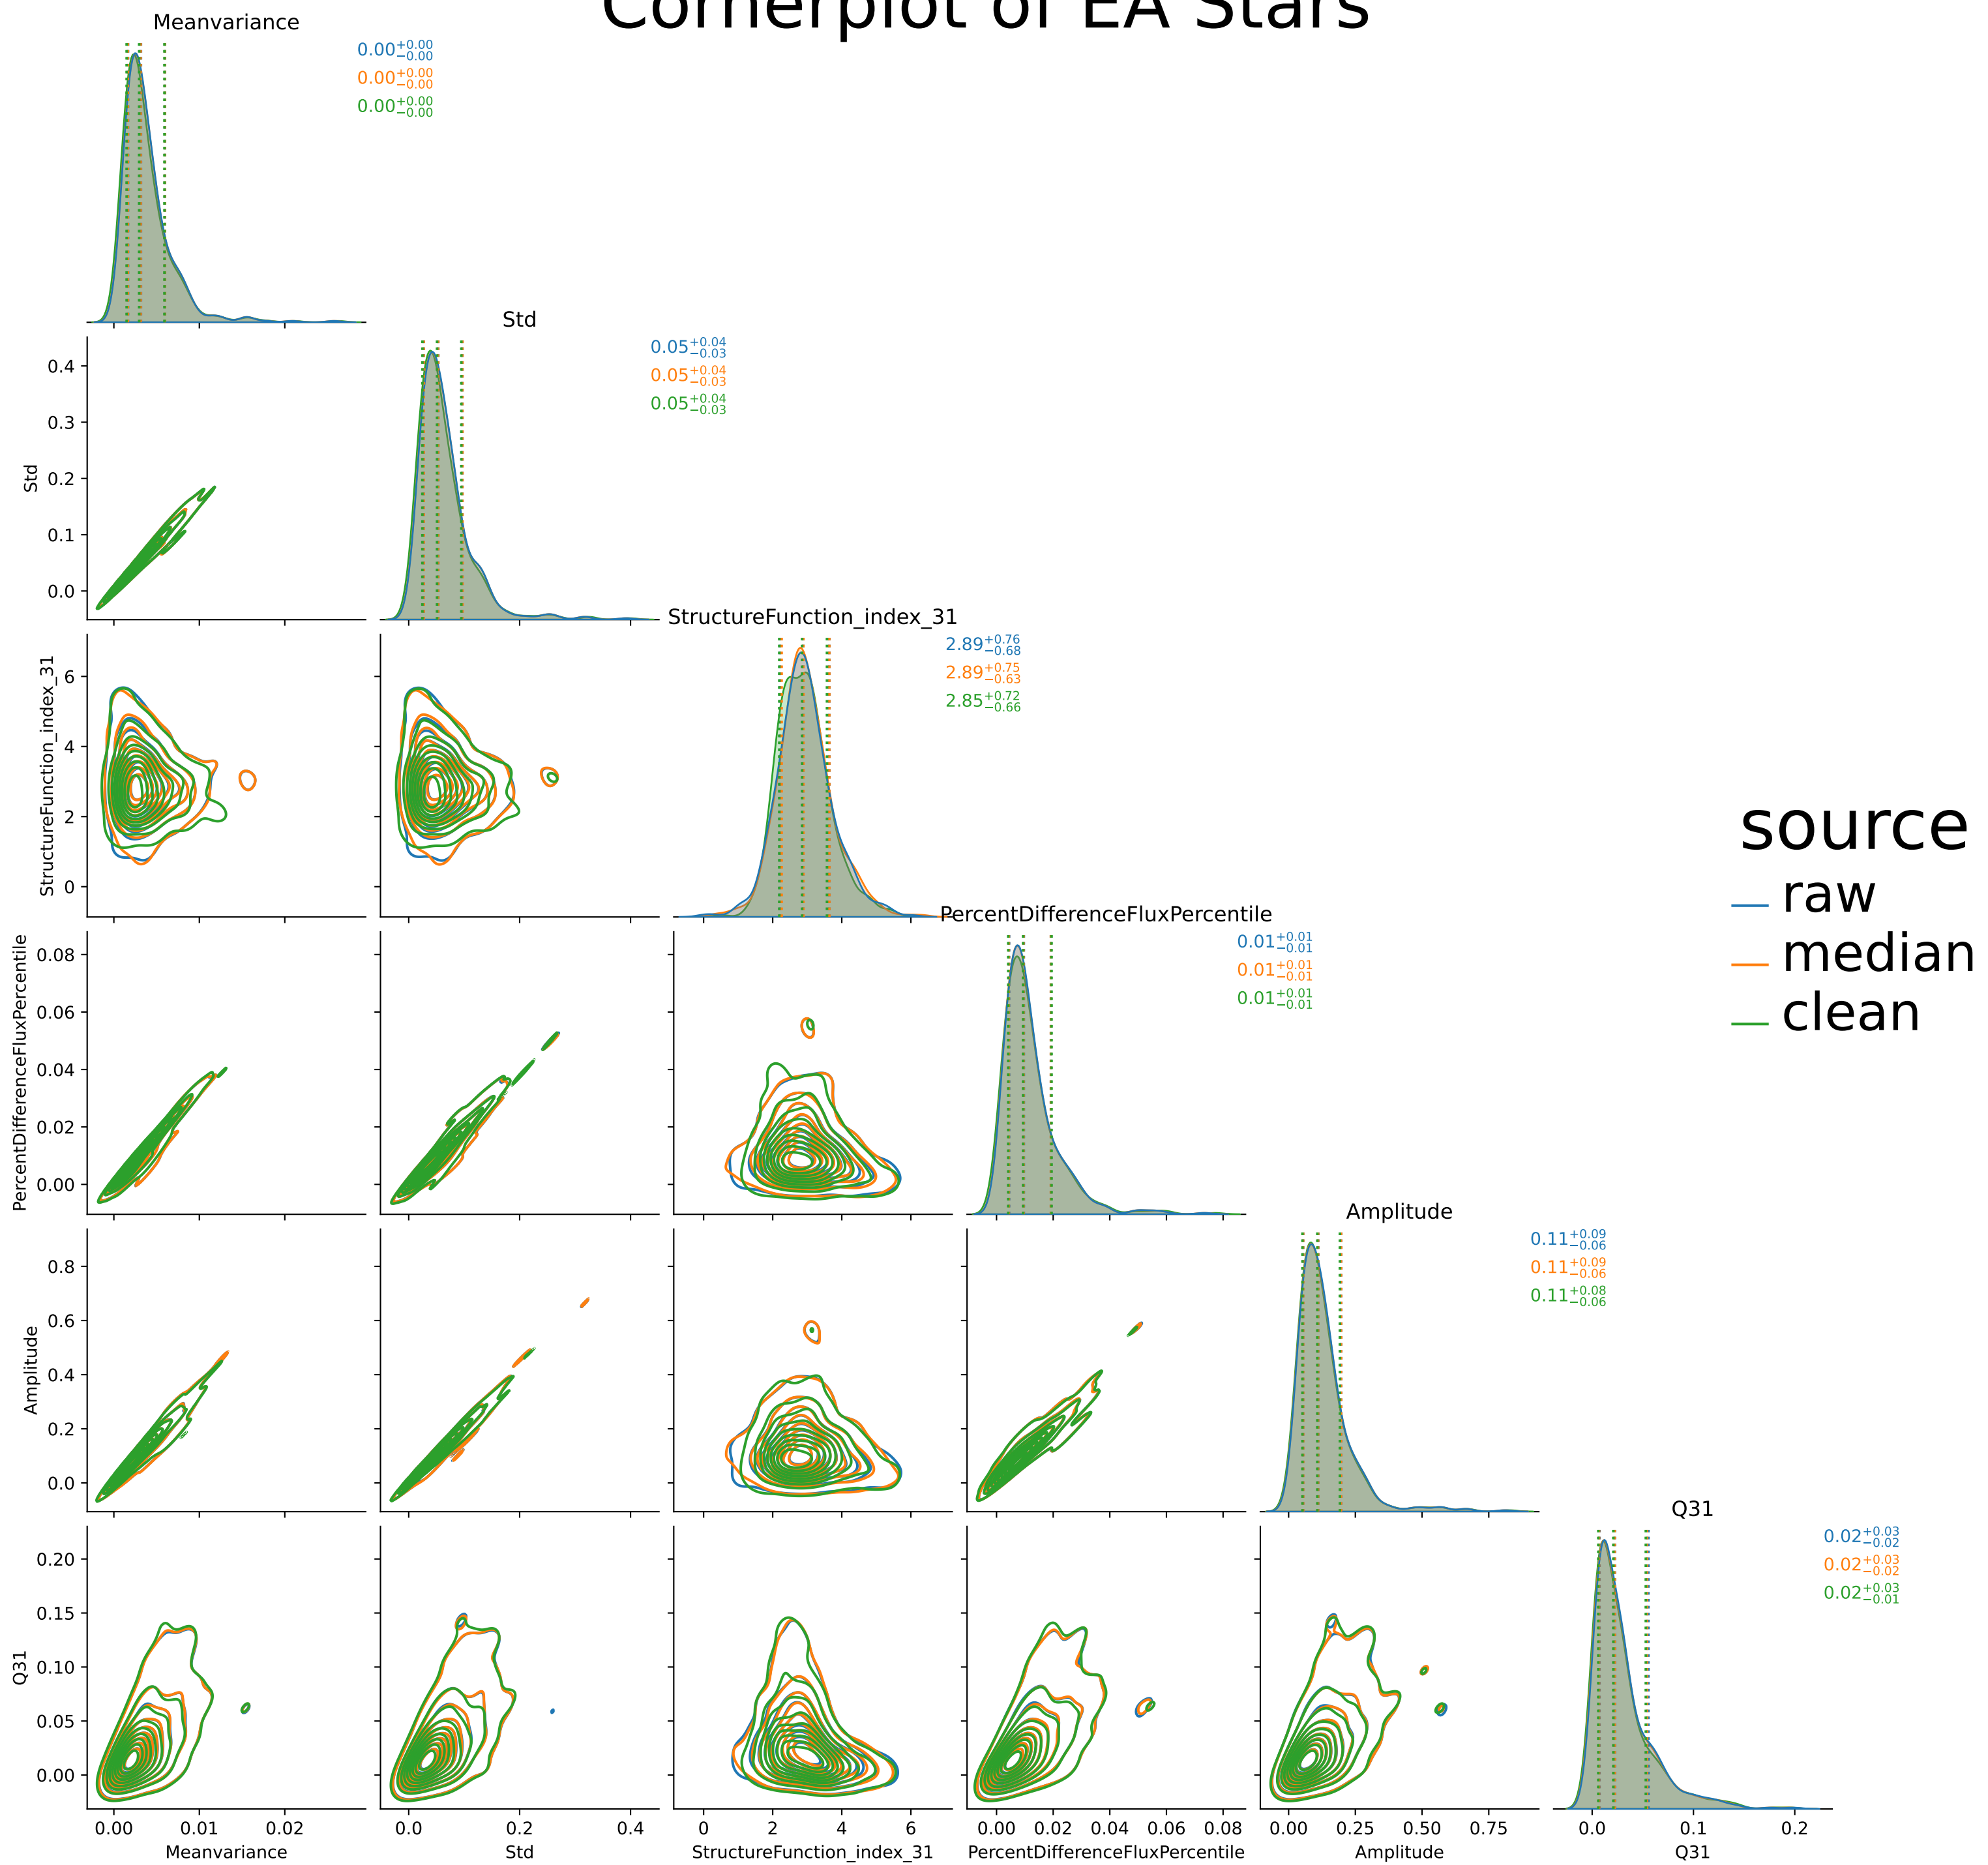 Cornerplot of EA Stars
Meanvariance
0.00+0.00−0.00
0.00+0.00−0.00
0.00+0.00−0.00
Std
0.05+0.04−0.03
0.05+0.04−0.03
0.05+0.04−0.03
0.4
0.3
0.2
0.1
0.0
Std
StructureFunction_index_31
2.89+0.76−0.68
2.89+0.75−0.63
2.85+0.72−0.66
6
4
2
0
StructureFunction_index_31
source
raw
median
clean
PercentDifferenceFluxPercentile
0.01+0.01−0.01
0.01+0.01−0.01
0.01+0.01−0.01
0.08
0.06
0.04
0.02
0.00
PercentDifferenceFluxPercentile
Amplitude
0.11+0.09−0.06
0.11+0.09−0.06
0.11+0.08−0.06
0.8
0.6
0.4
0.2
0.0
Amplitude
Q31
0.02+0.03−0.02
0.02+0.03−0.02
0.02+0.03−0.01
0.20
0.15
0.10
0.05
0.00
Q31
0.00 0.01 0.02
0.0 0.2 0.4
0 2 4 6
0.00 0.02 0.04 0.06 0.08
0.00 0.25 0.50 0.75
0.0 0.1 0.2
Meanvariance
Std
StructureFunction_index_31
PercentDifferenceFluxPercentile
Amplitude
Q31